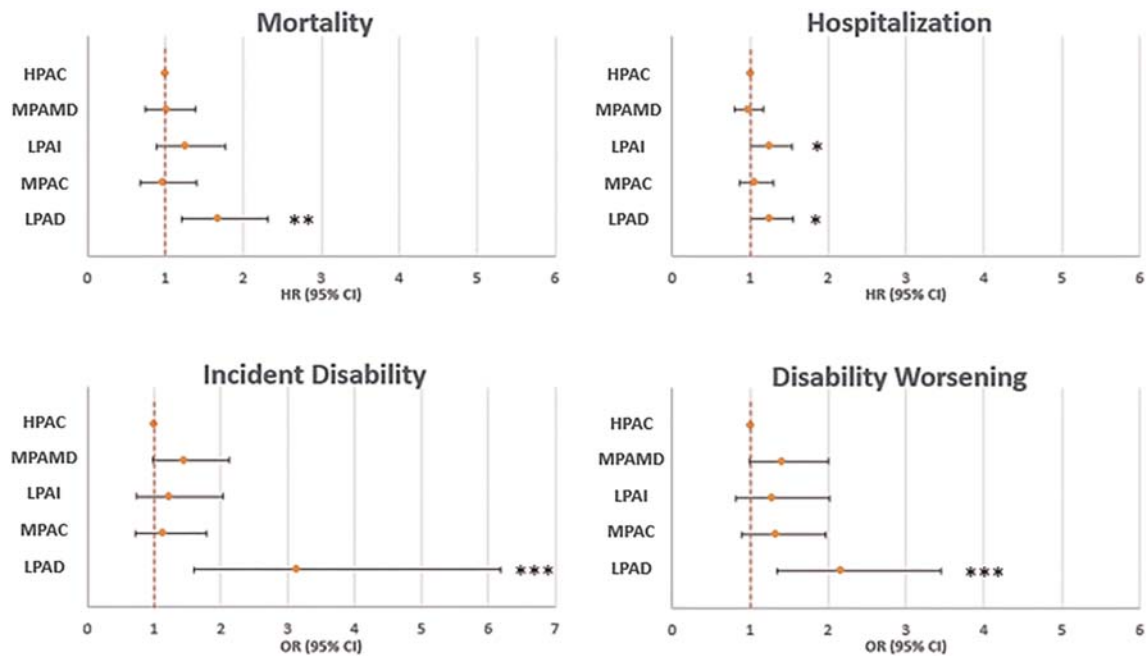 Mortality
HPAC
MPAMD
LPAI
MPAC
LPAD
**
0 1 2 3 4 5 6
HR (95% CI)
Hospitalization
HPAC
MPAMD
LPAI
*
MPAC
LPAD
*
0 1 2 3 4 5 6
HR (95% CI)
Incident Disability
HPAC
MPAMD
LPAI
MPAC
LPAD
***
0 1 2 3 4 5 6 7
OR (95% CI)
Disability Worsening
HPAC
MPAMD
LPAI
MPAC
LPAD
***
0 1 2 3 4 5 6
OR (95% CI)